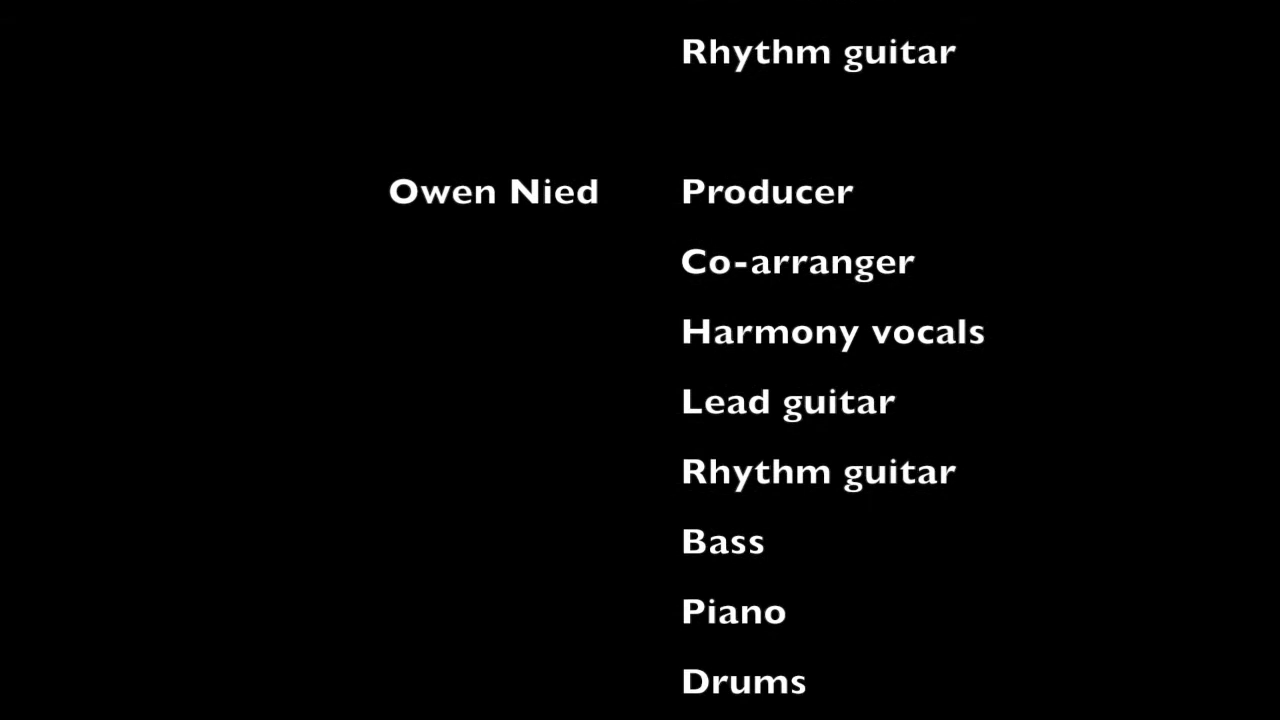 Rhythm guitar
Owen Nied Producer
Co-arranger
Harmony vocals
Lead guitar
Rhythm guitar
Bass
Piano
Drums